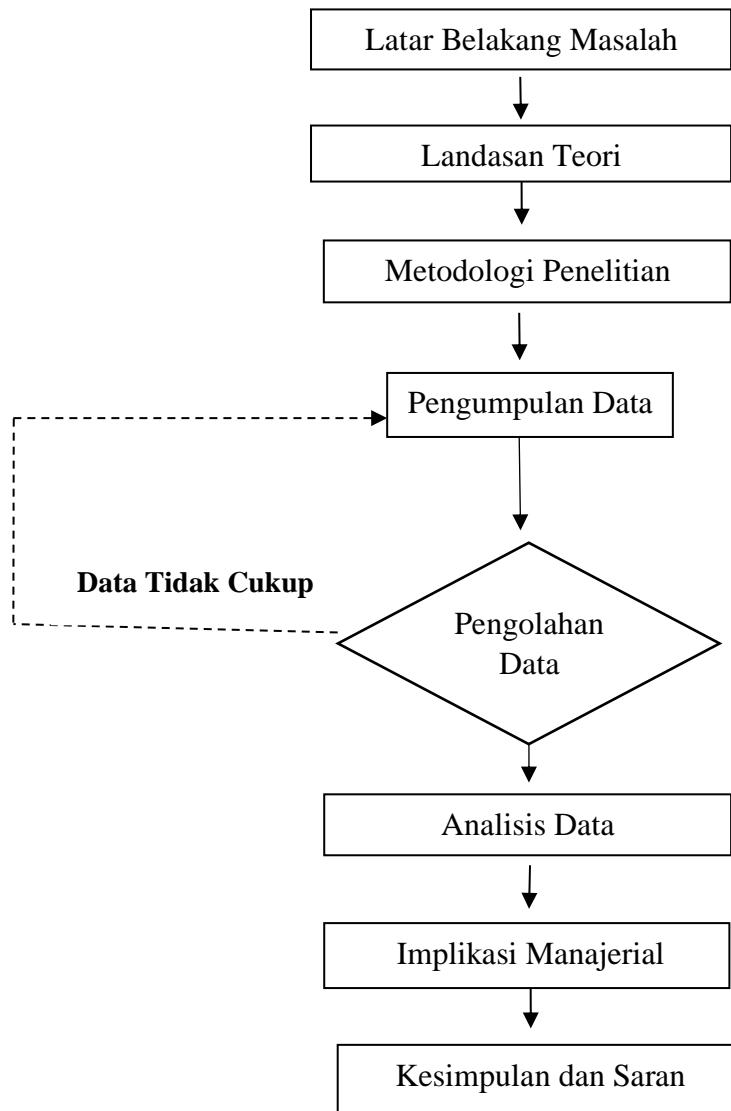 Latar Belakang Masalah
Landasan Teori
Metodologi Penelitian
Pengumpulan Data
Data Tidak Cukup
Pengolahan
Data
Analisis Data
Implikasi Manajerial
Kesimpulan dan Saran